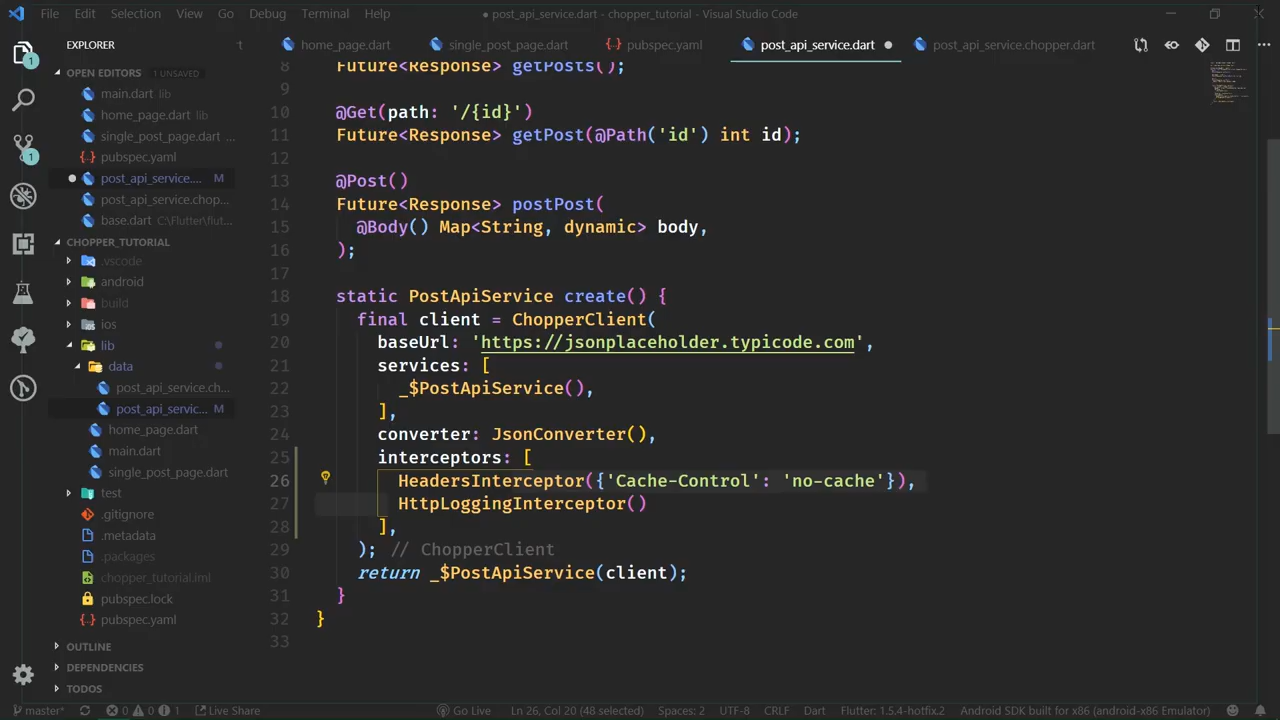 File Edit Selection View Go Debug Terminal Help
● post_api_service.dart - chopper_tutorial - Visual Studio Code
EXPLORER
home_page.dart
single_post_page.dart
pubspec.yaml
post_api_service.dart ●
post_api_service.chopper.dart
OPEN EDITORS 1 UNSAVED
main.dart lib
home_page.dart lib
single_post_page.dart ...
pubspec.yaml
● post_api_service.... M
post_api_service.chop...
base.dart C:\Flutter\flut...
CHOPPER_TUTORIAL
.vscode
android
build
ios
lib
data
post_api_service.ch...
post_api_servic... M
home_page.dart
main.dart
single_post_page.dart
test
.gitignore
.metadata
.packages
chopper_tutorial.iml
pubspec.lock
pubspec.yaml
OUTLINE
DEPENDENCIES
TODOS
1
1
8 Future<Response> getPosts();
9
10 @Get(path: '/{id}')
11 Future<Response> getPost(@Path('id') int id);
12
13 @Post()
14 Future<Response> postPost(
15 @Body() Map<String, dynamic> body,
16 );
17
18 static PostApiService create() {
19 final client = ChopperClient(
20 baseUrl: 'https://jsonplaceholder.typicode.com',
21 services: [
22 _$PostApiService(),
23 ],
24 converter: JsonConverter(),
25 interceptors: [
26 HeadersInterceptor({'Cache-Control': 'no-cache'}),
27 HttpLoggingInterceptor()
28 ],
29 ); // ChopperClient
30 return _$PostApiService(client);
31 }
32 }
33
master* 0 0 1 Live Share Go Live Ln 26, Col 20 (48 selected) Spaces: 2 UTF-8 CRLF Dart Flutter: 1.5.4-hotfix.2 Android SDK built for x86 (android-x86 Emulator)